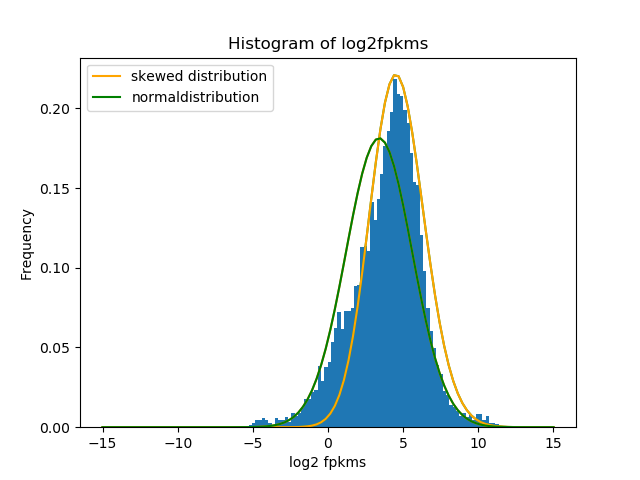 Histogram of log2fpkms
skewed distribution
normaldistribution
Frequency
0.20
0.15
0.10
0.05
0.00
−15 −10 −5 0 5 10 15
log2 fpkms